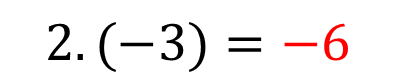 2. (−3) = −6